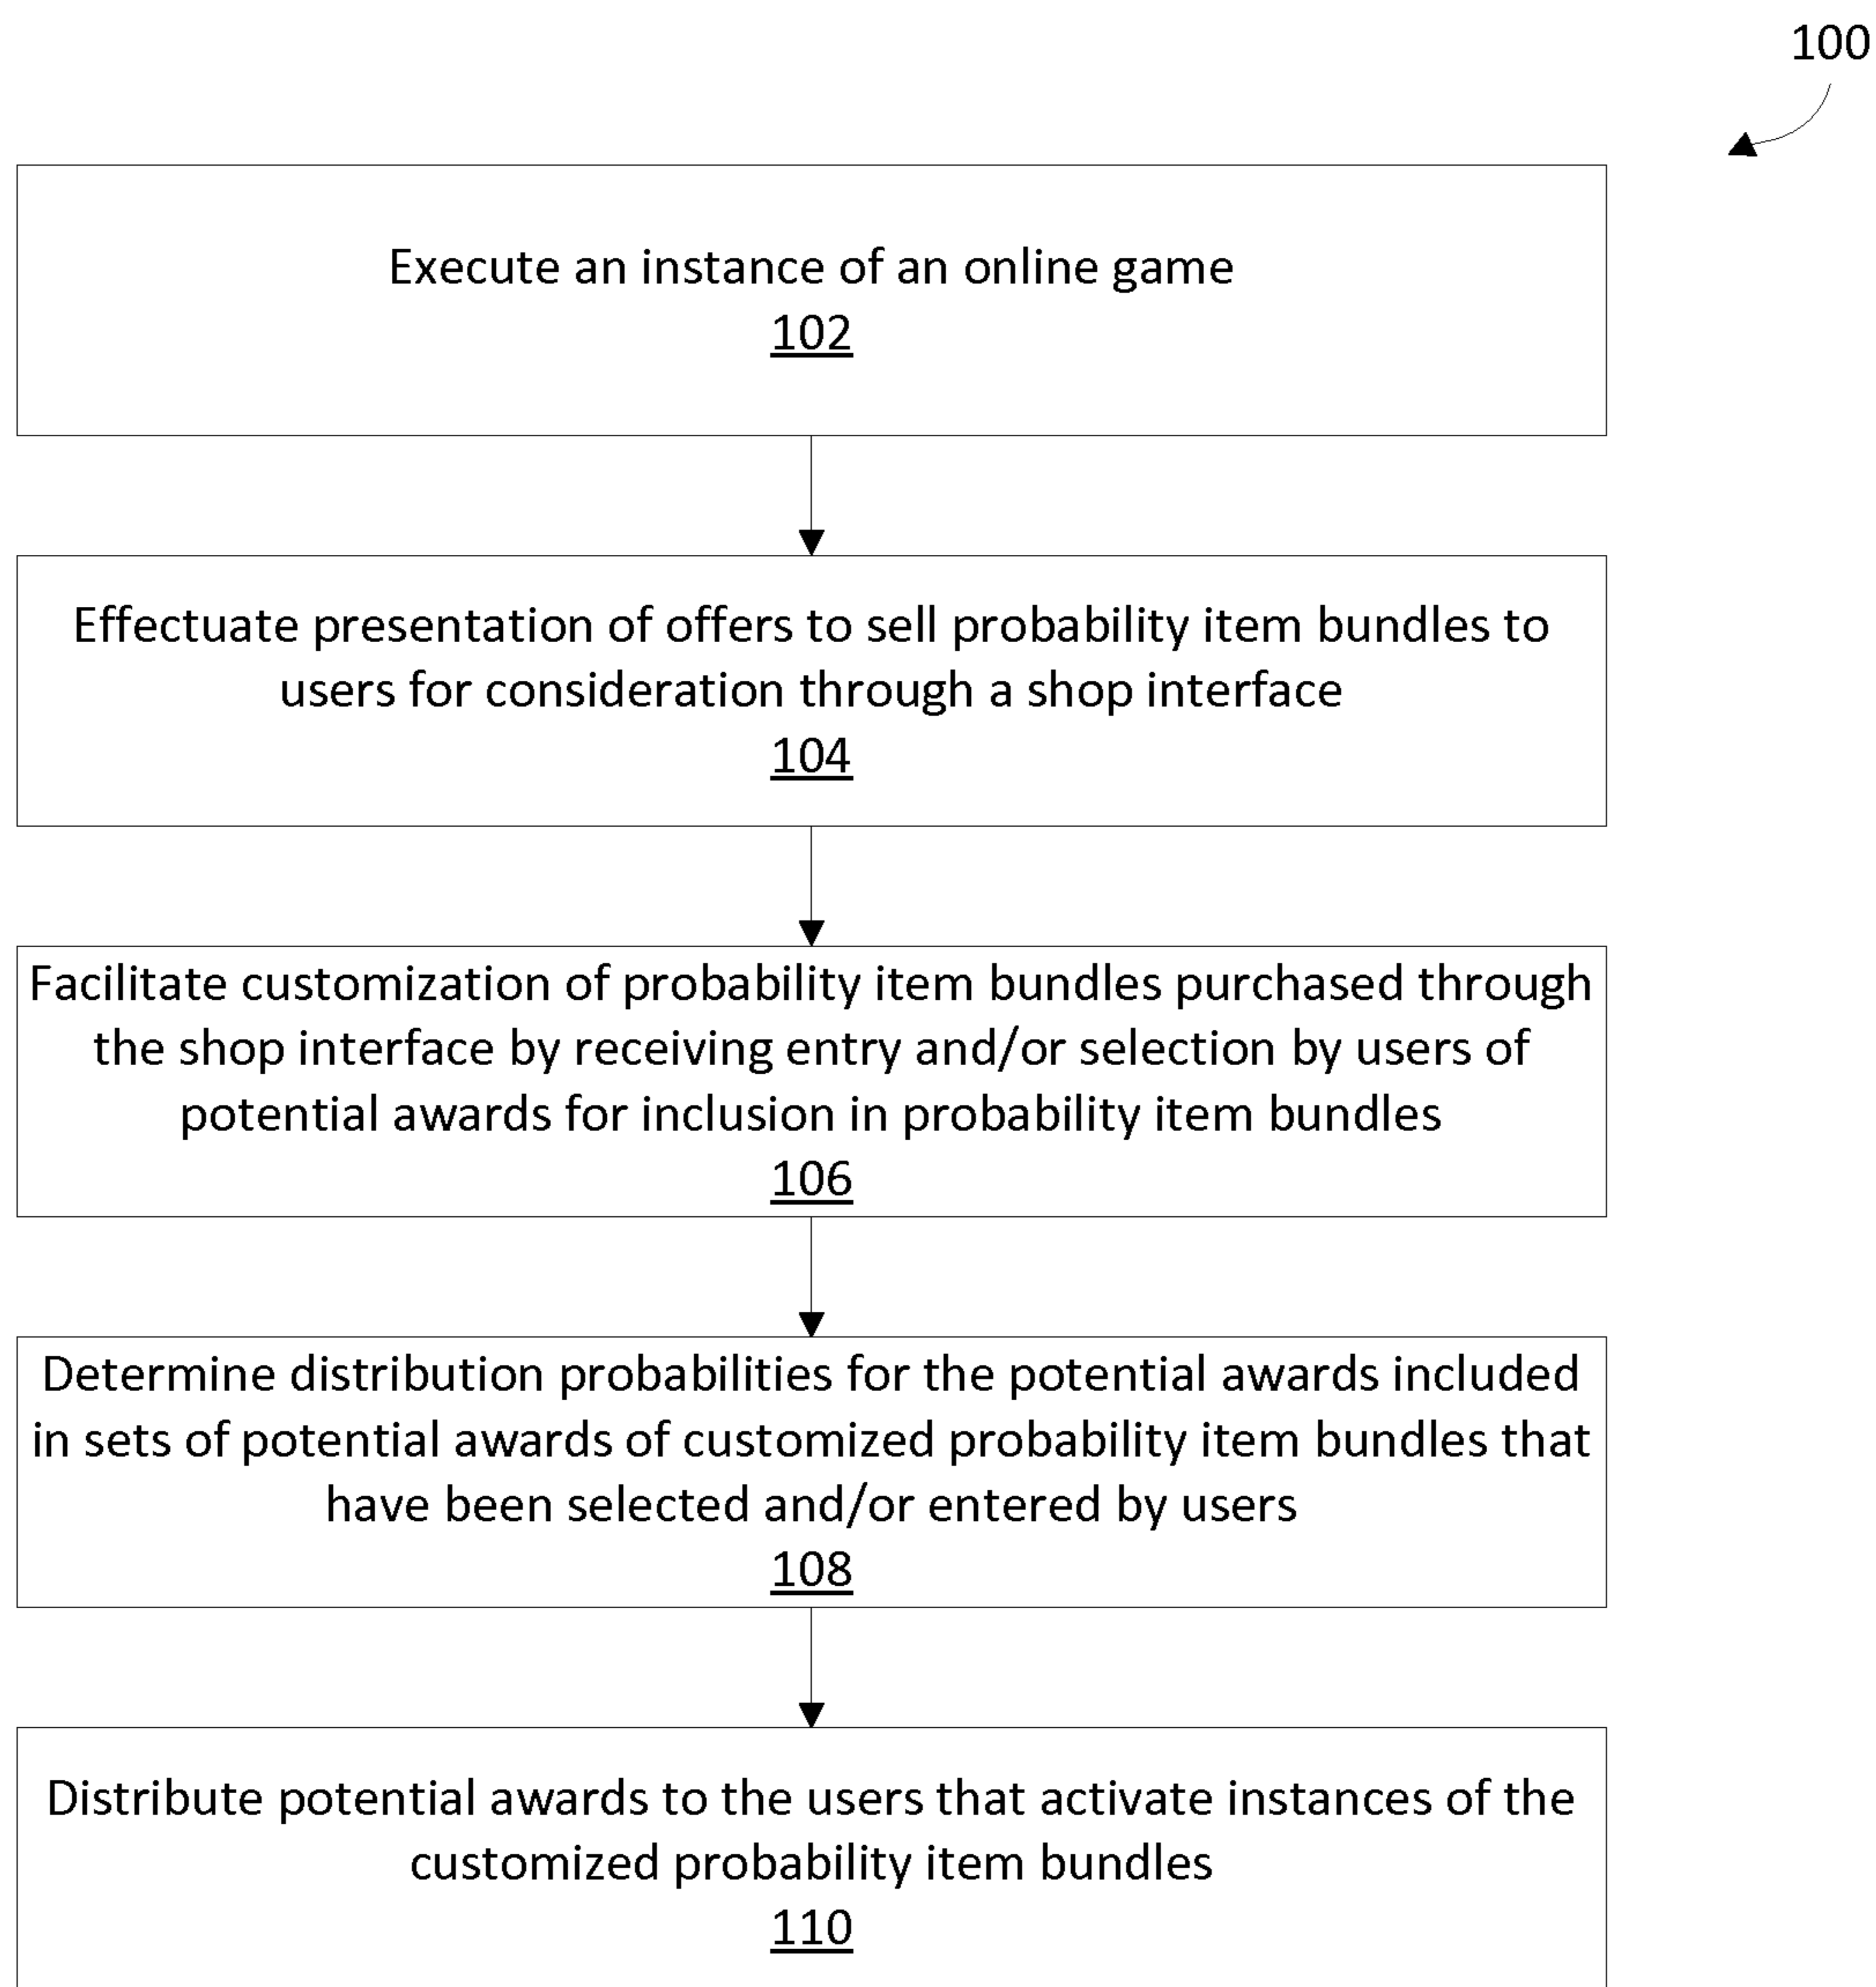 100
Execute an instance of an online game
102
Effectuate presentation of offers to sell probability item bundles to
users for consideration through a shop interface
104
Facilitate customization of probability item bundles purchased through
the shop interface by receiving entry and/or selection by users of
potential awards for inclusion in probability item bundles
106
Determine distribution probabilities for the potential awards included
in sets of potential awards of customized probability item bundles that
have been selected and/or entered by users
108
Distribute potential awards to the users that activate instances of the
customized probability item bundles
110